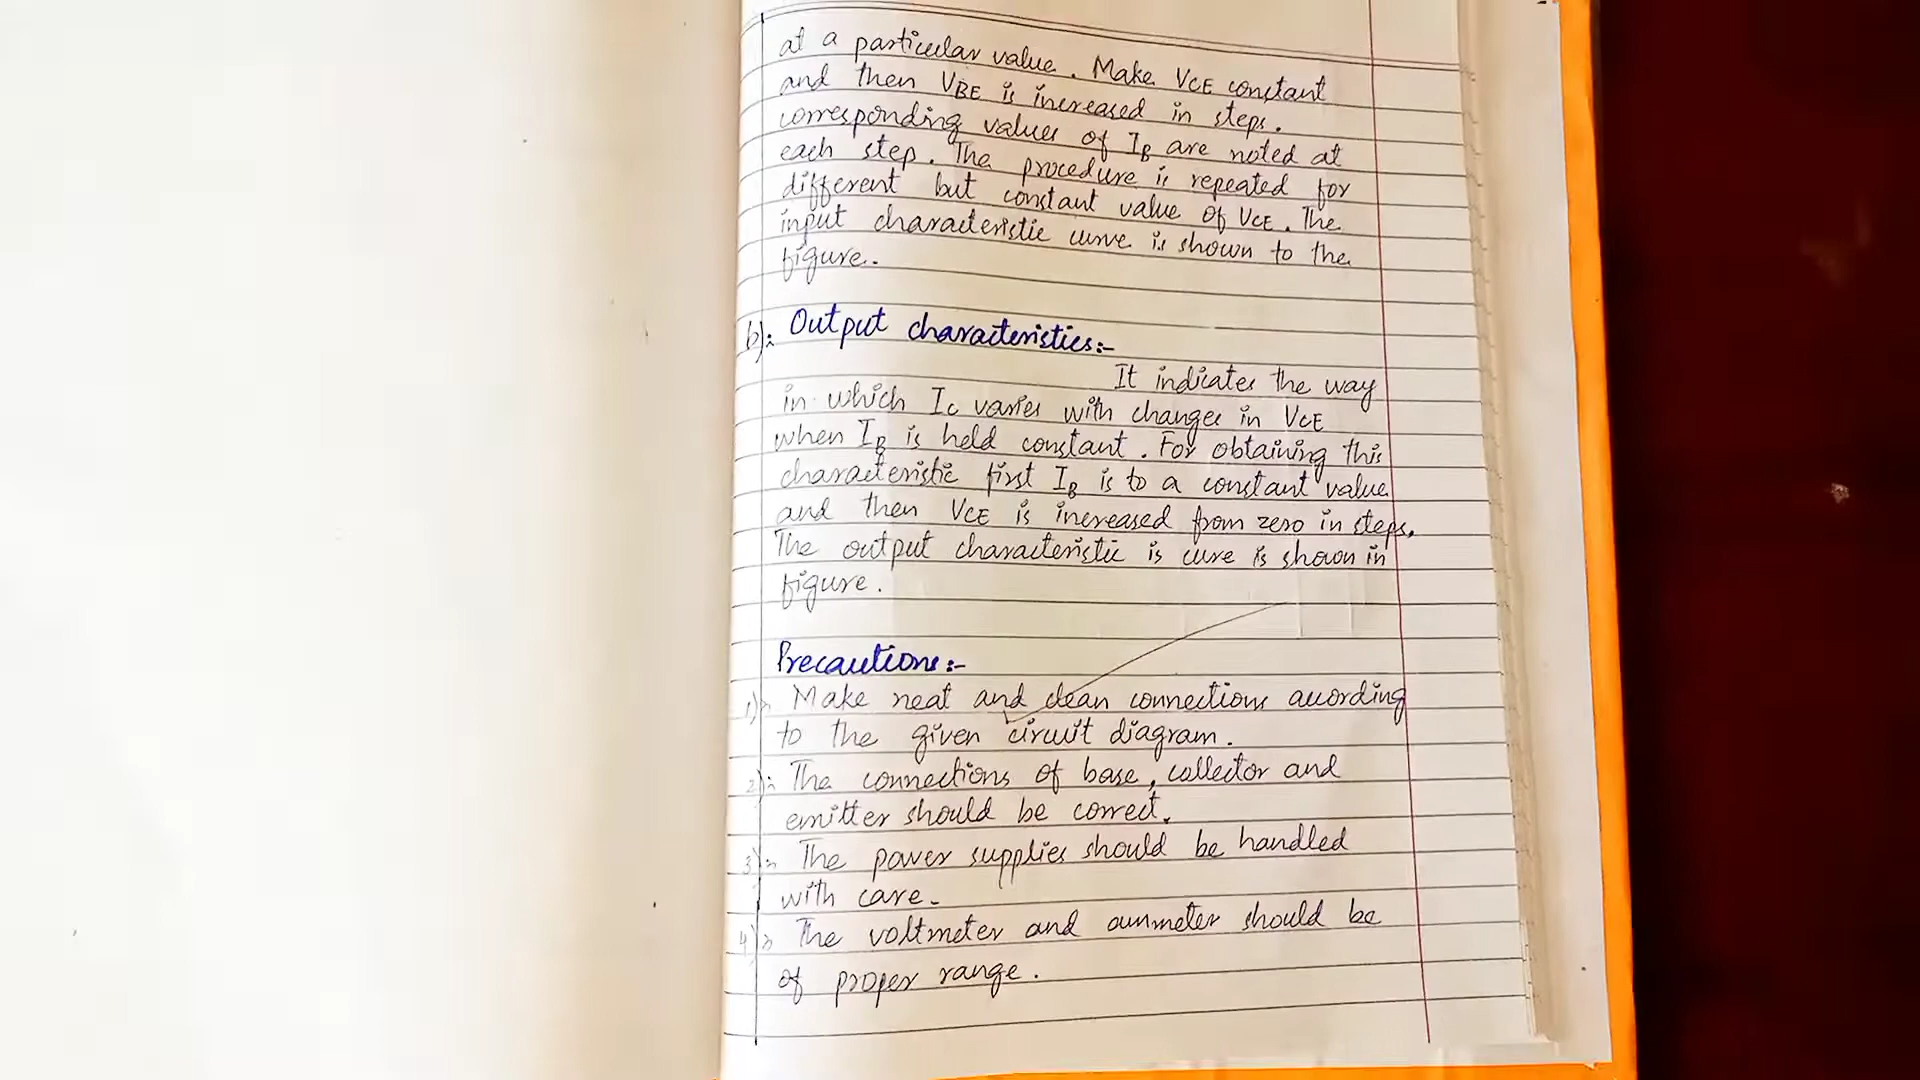 at a particular value. Make VCE constant
and then VBE is increased in steps.
corresponding values of IB are noted at
each step. The procedure is repeated for
different but constant value of VCE. The
input characteristic curve is shown to the
figure.
b): Output characteristics:-
It indicates the way
in which IC varies with changes in VCE
when IB is held constant. For obtaining this
characteristic first IB is to a constant value
and then VCE is increased from zero in steps.
The output characteristic is cure is shown in
figure.
Precautions:-
1):- Make neat and clean connections according
to the given circuit diagram.
2):- The connections of base, collector and
emitter should be correct.
3):- The power supplies should be handled
with care.
4):- The voltmeter and ammeter should be
of proper range.